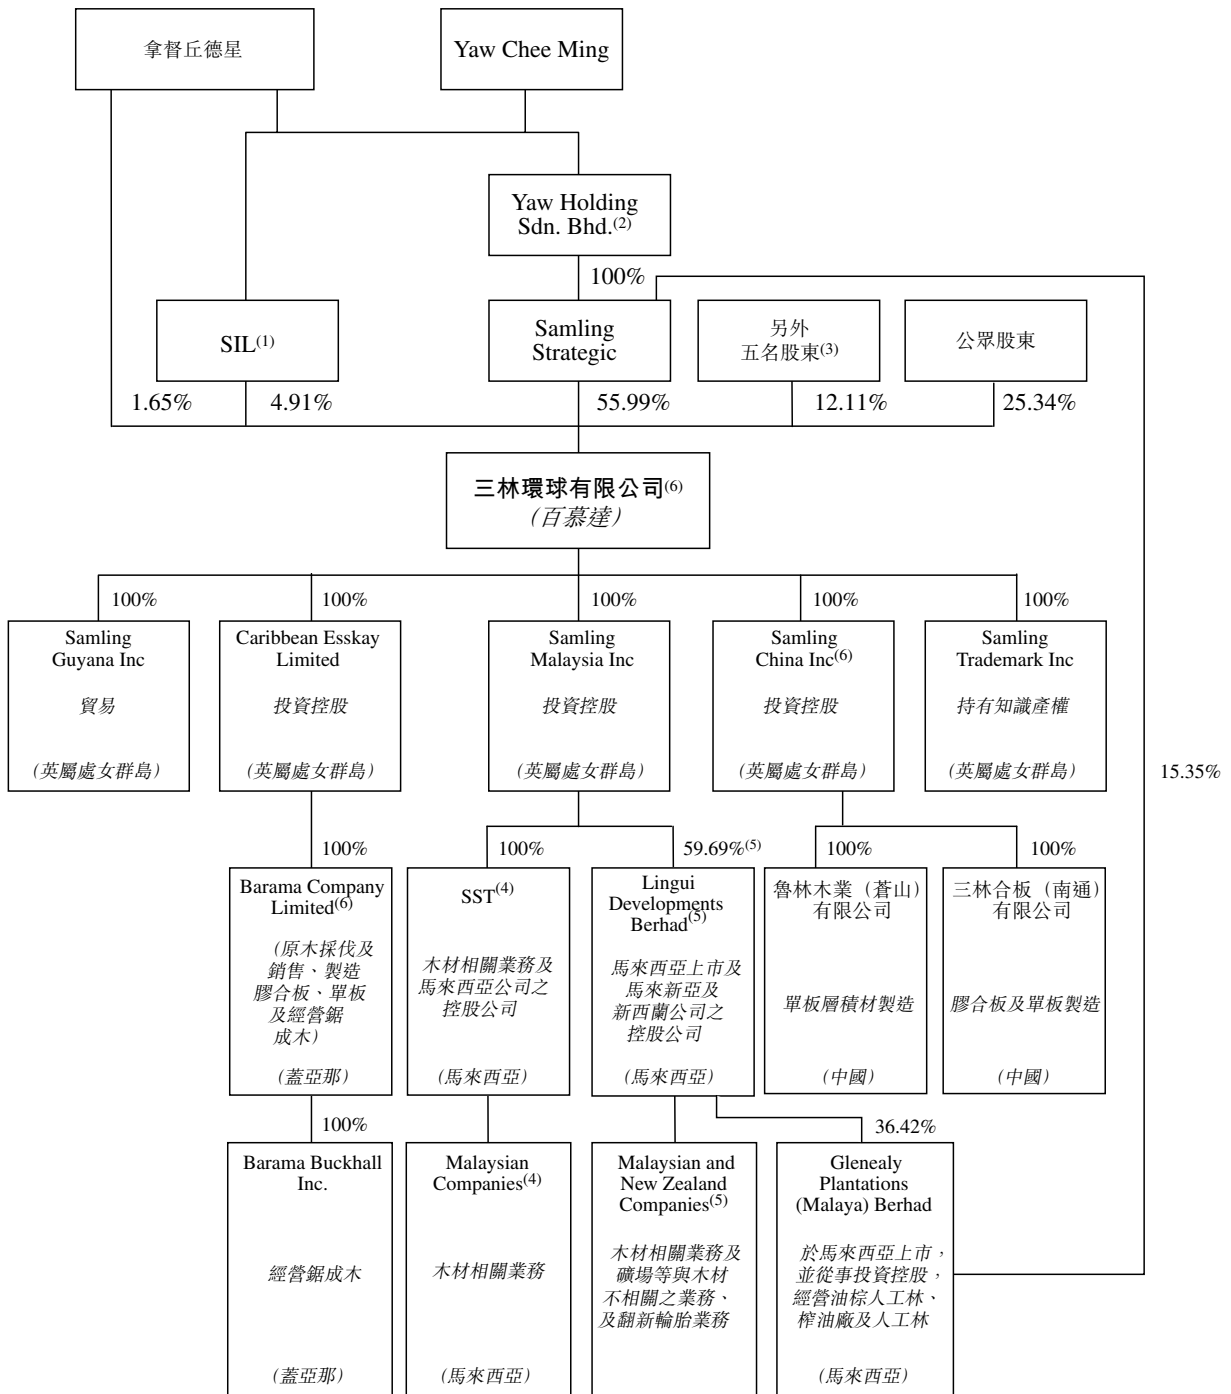 拿督丘德星
Yaw Chee Ming
Yaw Holding
Sdn. Bhd.(2)
100%
SIL(1)
Samling
Strategic
另外
五名股東(3)
公眾股東
1.65%
4.91%
55.99%
12.11%
25.34%
三林環球有限公司(6)
(百慕達)
100%
100%
100%
100%
100%
Samling
Guyana Inc
貿易
(英屬處女群島)
Caribbean Esskay
Limited
投資控股
(英屬處女群島)
Samling
Malaysia Inc
投資控股
(英屬處女群島)
Samling
China Inc(6)
投資控股
(英屬處女群島)
Samling
Trademark Inc
持有知識產權
(英屬處女群島)
15.35%
100%
100%
59.69%(5)
100%
100%
Barama Company
Limited(6)
(原木採伐及
銷售、製造
膠合板、單板
及經營鋸
成木)
(蓋亞那)
SST(4)
木材相關業務及
馬來西亞公司之
控股公司
(馬來西亞)
Lingui
Developments
Berhad(5)
馬來西亞上市及
馬來新亞及
新西蘭公司之
控股公司
(馬來西亞)
魯林木業（蒼山）
有限公司
單板層積材製造
(中國)
三林合板（南通）
有限公司
膠合板及單板製造
(中國)
100%
36.42%
Barama Buckhall
Inc.
經營鋸成木
(蓋亞那)
Malaysian
Companies(4)
木材相關業務
(馬來西亞)
Malaysian and
New Zealand
Companies(5)
木材相關業務及
礦場等與木材
不相關之業務、
及翻新輪胎業務
Glenealy
Plantations
(Malaya) Berhad
於馬來西亞上市，
並從事投資控股，
經營油棕人工林、
榨油廠及人工林
(馬來西亞)